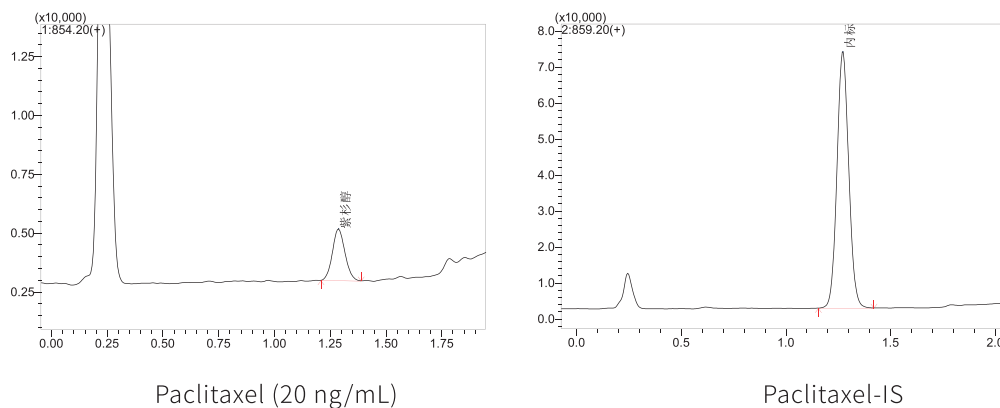 (x10,000)
1:854.20(+)
1.25
1.00
0.75
0.50
0.25
紫杉醇
0.00 0.25 0.50 0.75 1.00 1.25 1.50 1.75
Paclitaxel (20 ng/mL)
(x10,000)
2:859.20(+)
8.0
7.0
6.0
5.0
4.0
3.0
2.0
1.0
0.0
内标
0.0 0.5 1.0 1.5 2.0
Paclitaxel-IS